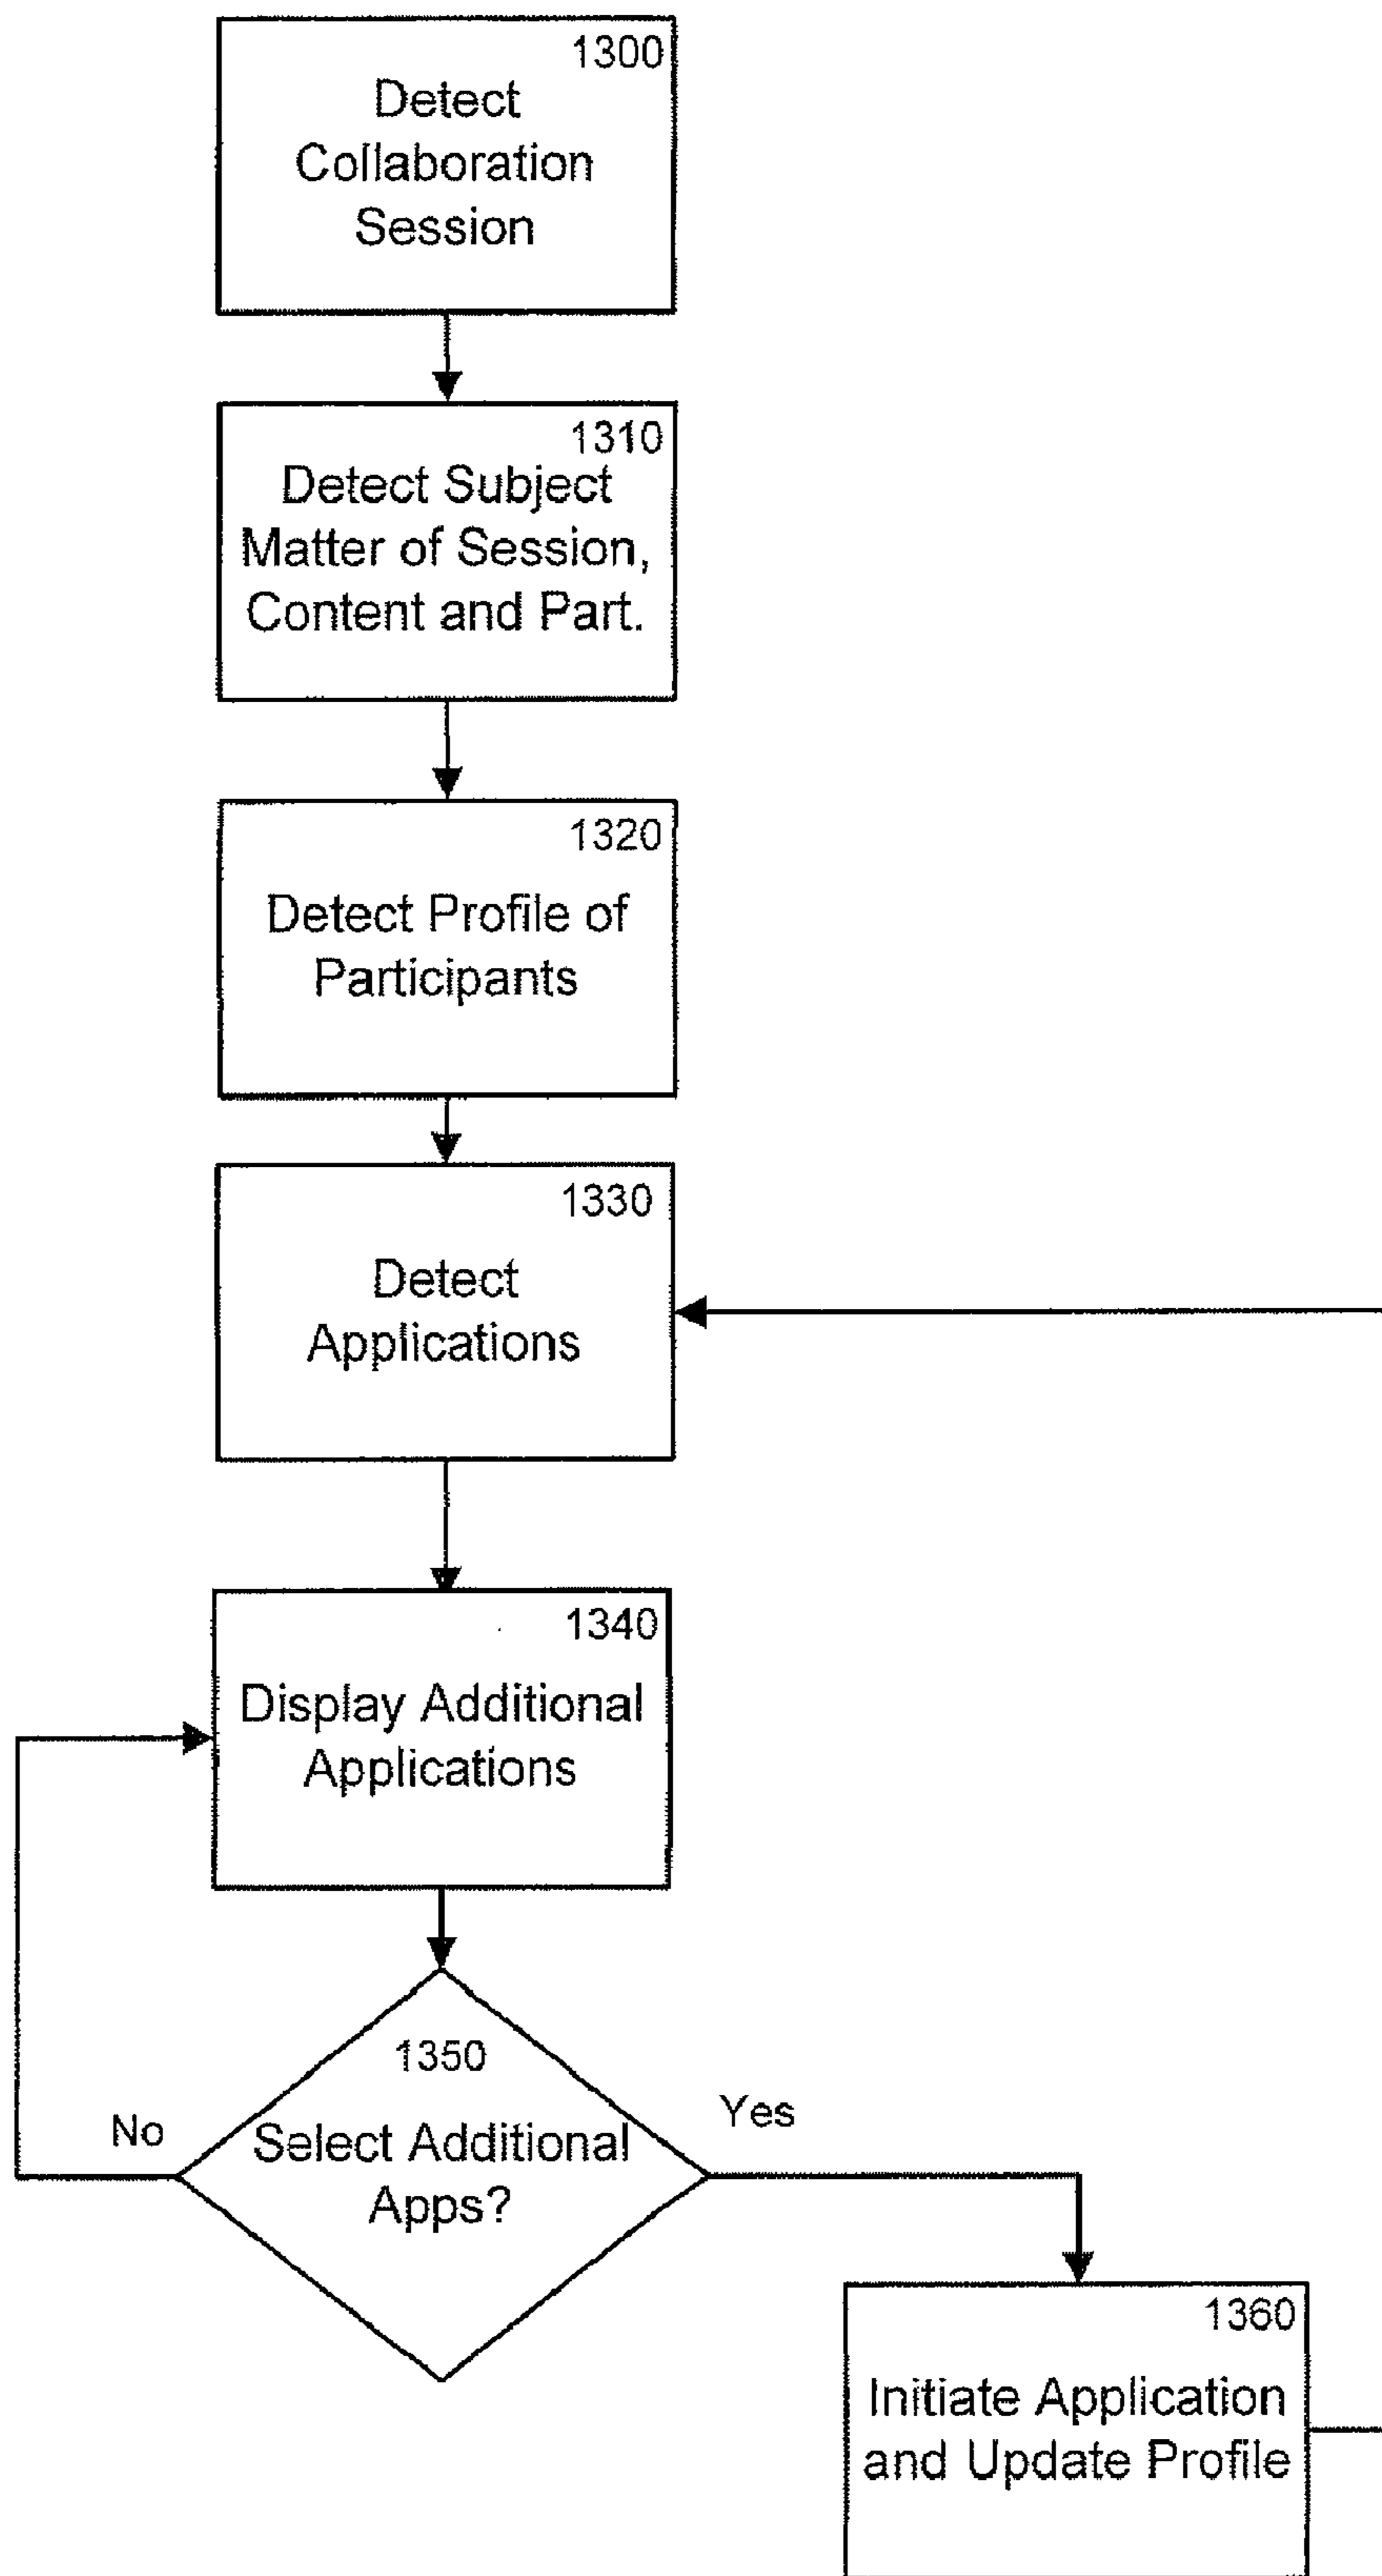 1300
Detect
Collaboration
Session
1310
Detect Subject
Matter of Session,
Content and Part.
1320
Detect Profile of
Participants
1330
Detect
Applications
1340
Display Additional
Applications
1350
No
Yes
Select Additional
Apps?
1360
Initiate Application
and Update Profile